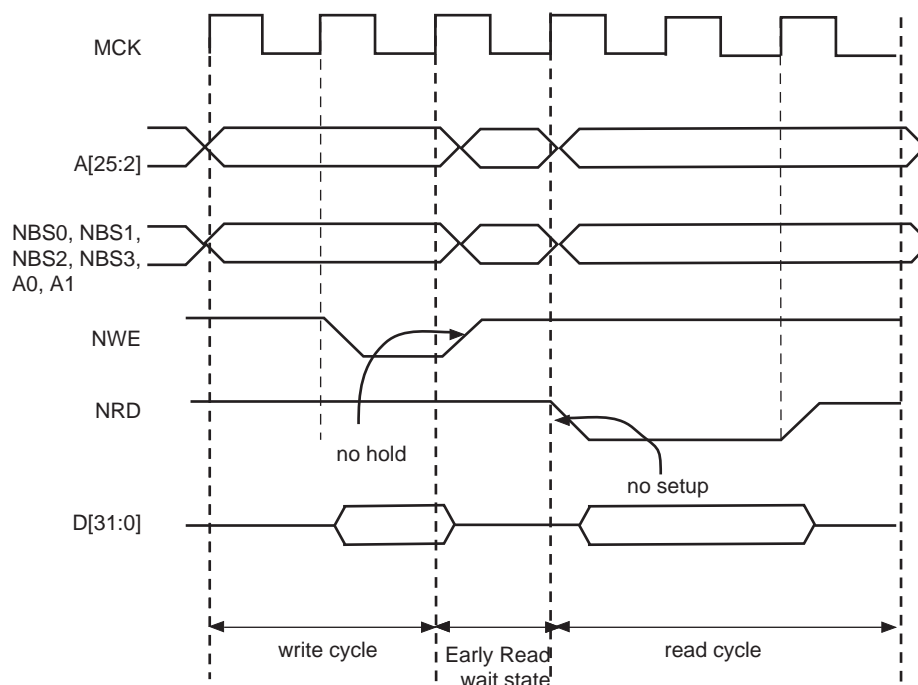 MCK
A[25:2]
NBS0, NBS1,
NBS2, NBS3,
A0, A1
NWE
NRD
no hold
no setup
D[31:0]
write cycle
Early Read
wait state
read cycle